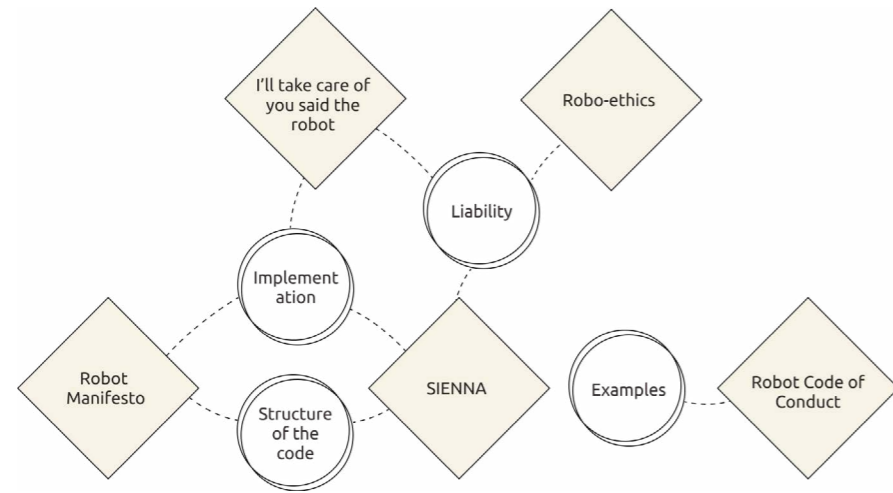 I'll take care of
you said the
robot
Robo-ethics
Liability
Implement
ation
Robot
Manifesto
Structure
of the
code
SIENNA
Examples
Robot Code of
Conduct